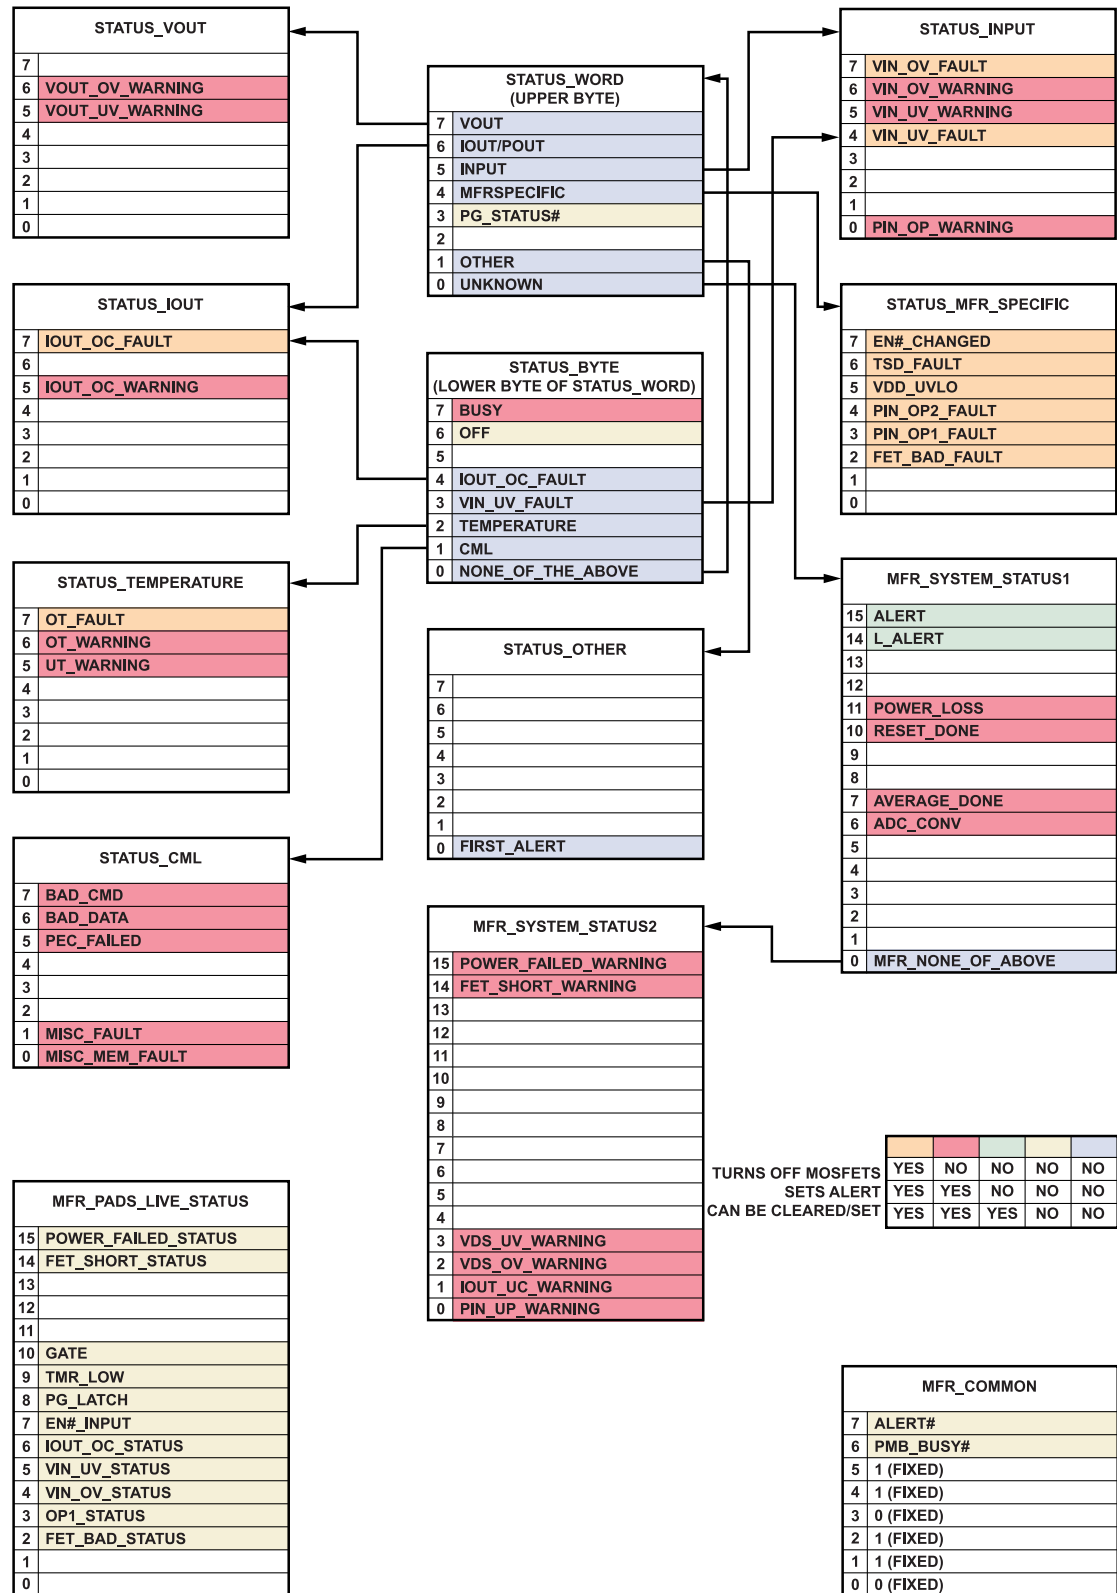 STATUS_VOUT
7
6 VOUT_OV_WARNING
5 VOUT_UV_WARNING
4
3
2
1
0
STATUS_IOUT
7 IOUT_OC_FAULT
6
5 IOUT_OC_WARNING
4
3
2
1
0
STATUS_TEMPERATURE
7 OT_FAULT
6 OT_WARNING
5 UT_WARNING
4
3
2
1
0
STATUS_CML
7 BAD_CMD
6 BAD_DATA
5 PEC_FAILED
4
3
2
1 MISC_FAULT
0 MISC_MEM_FAULT
MFR_PADS_LIVE_STATUS
15 POWER_FAILED_STATUS
14 FET_SHORT_STATUS
13
12
11
10 GATE
9 TMR_LOW
8 PG_LATCH
7 EN#_INPUT
6 IOUT_OC_STATUS
5 VIN_UV_STATUS
4 VIN_OV_STATUS
3 OP1_STATUS
2 FET_BAD_STATUS
1
0
STATUS_WORD
(UPPER BYTE)
7 VOUT
6 IOUT/POUT
5 INPUT
4 MFRSPECIFIC
3 PG_STATUS#
2
1 OTHER
0 UNKNOWN
STATUS_BYTE
(LOWER BYTE OF STATUS_WORD)
7 BUSY
6 OFF
5
4 IOUT_OC_FAULT
3 VIN_UV_FAULT
2 TEMPERATURE
1 CML
0 NONE_OF_THE_ABOVE
STATUS_OTHER
7
6
5
4
3
2
1
0 FIRST_ALERT
MFR_SYSTEM_STATUS2
15 POWER_FAILED_WARNING
14 FET_SHORT_WARNING
13
12
11
10
9
8
7
6
5
4
3 VDS_UV_WARNING
2 VDS_OV_WARNING
1 IOUT_UC_WARNING
0 PIN_UP_WARNING
STATUS_INPUT
7 VIN_OV_FAULT
6 VIN_OV_WARNING
5 VIN_UV_WARNING
4 VIN_UV_FAULT
3
2
1
0 PIN_OP_WARNING
STATUS_MFR_SPECIFIC
7 EN#_CHANGED
6 TSD_FAULT
5 VDD_UVLO
4 PIN_OP2_FAULT
3 PIN_OP1_FAULT
2 FET_BAD_FAULT
1
0
MFR_SYSTEM_STATUS1
15 ALERT
14 L_ALERT
13
12
11 POWER_LOSS
10 RESET_DONE
9
8
7 AVERAGE_DONE
6 ADC_CONV
5
4
3
2
1
0 MFR_NONE_OF_ABOVE
TURNS OFF MOSFETS YES NO NO NO NO
SETS ALERT YES YES NO NO NO
CAN BE CLEARED/SET YES YES YES NO NO
MFR_COMMON
7 ALERT#
6 PMB_BUSY#
5 1 (FIXED)
4 1 (FIXED)
3 0 (FIXED)
2 1 (FIXED)
1 1 (FIXED)
0 0 (FIXED)